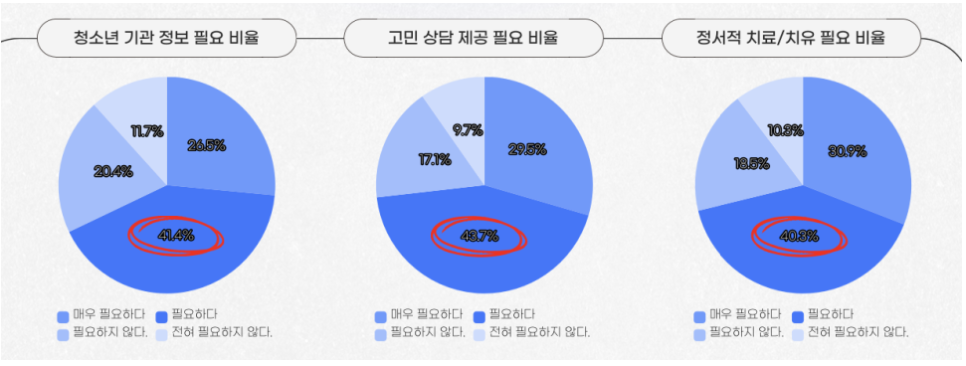 청소년 기관 정보 필요 비율
고민 상담 제공 필요 비율
정서적 치료/치유 필요 비율
11.7%
26.5%
20.4%
41.4%
9.7%
29.5%
17.1%
43.7%
10.3%
30.9%
18.5%
40.3%
매우 필요하다 필요하다
필요하지 않다. 전혀 필요하지 않다.
매우 필요하다 필요하다
필요하지 않다. 전혀 필요하지 않다.
매우 필요하다 필요하다
필요하지 않다. 전혀 필요하지 않다.